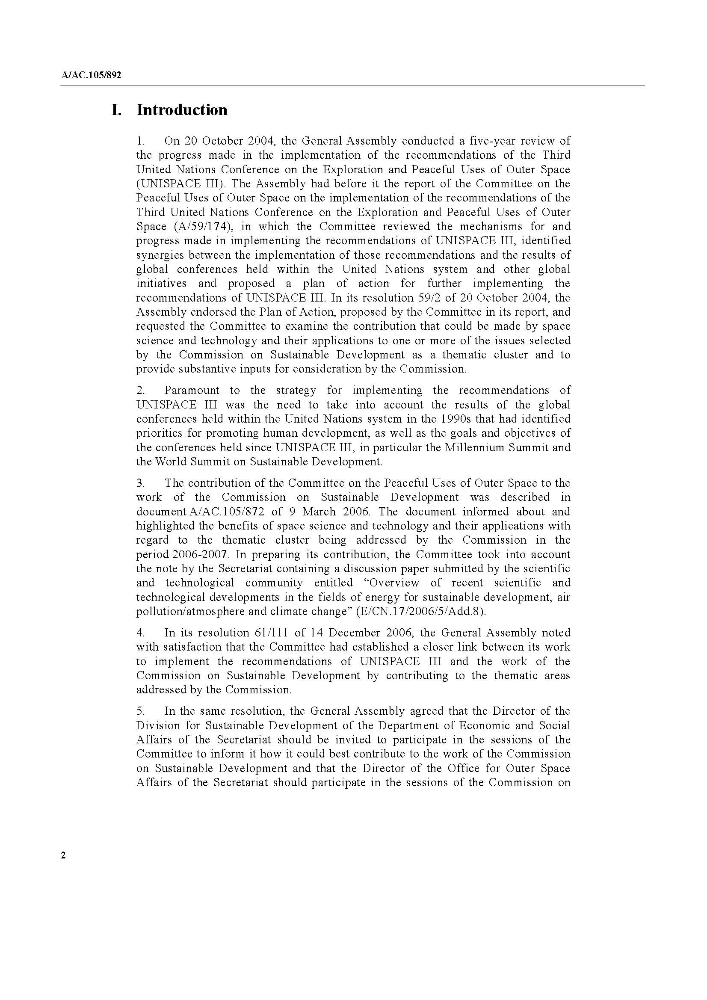 A/AC.105/892
I. Introduction
1. On 20 October 2004, the General Assembly conducted a five-year review of
the progress made in the implementation of the recommendations of the Third
United Nations Conference on the Exploration and Peaceful Uses of Outer Space
(UNISPACE III). The Assembly had before it the report of the Committee on the
Peaceful Uses of Outer Space on the implementation of the recommendations of the
Third United Nations Conference on the Exploration and Peaceful Uses of Outer
Space (A/59/174), in which the Committee reviewed the mechanisms for and
progress made in implementing the recommendations of UNISPACE III, identified
synergies between the implementation of those recommendations and the results of
global conferences held within the United Nations system and other global
initiatives and proposed a plan of action for further implementing the
recommendations of UNISPACE III. In its resolution 59/2 of 20 October 2004, the
Assembly endorsed the Plan of Action, proposed by the Committee in its report, and
requested the Committee to examine the contribution that could be made by space
science and technology and their applications to one or more of the issues selected
by the Commission on Sustainable Development as a thematic cluster and to
provide substantive inputs for consideration by the Commission.
2. Paramount to the strategy for implementing the recommendations of
UNISPACE III was the need to take into account the results of the global
conferences held within the United Nations system in the 1990s that had identified
priorities for promoting human development, as well as the goals and objectives of
the conferences held since UNISPACE III, in particular the Millennium Summit and
the World Summit on Sustainable Development.
3. The contribution of the Committee on the Peaceful Uses of Outer Space to the
work of the Commission on Sustainable Development was described in
document A/AC.105/872 of 9 March 2006. The document informed about and
highlighted the benefits of space science and technology and their applications with
regard to the thematic cluster being addressed by the Commission in the
period 2006-2007. In preparing its contribution, the Committee took into account
the note by the Secretariat containing a discussion paper submitted by the scientific
and technological community entitled “Overview of recent scientific and
technological developments in the fields of energy for sustainable development, air
pollution/atmosphere and climate change” (E/CN.17/2006/5/Add.8).
4. In its resolution 61/111 of 14 December 2006, the General Assembly noted
with satisfaction that the Committee had established a closer link between its work
to implement the recommendations of UNISPACE III and the work of the
Commission on Sustainable Development by contributing to the thematic areas
addressed by the Commission.
5. In the same resolution, the General Assembly agreed that the Director of the
Division for Sustainable Development of the Department of Economic and Social
Affairs of the Secretariat should be invited to participate in the sessions of the
Committee to inform it how it could best contribute to the work of the Commission
on Sustainable Development and that the Director of the Office for Outer Space
Affairs of the Secretariat should participate in the sessions of the Commission on
2